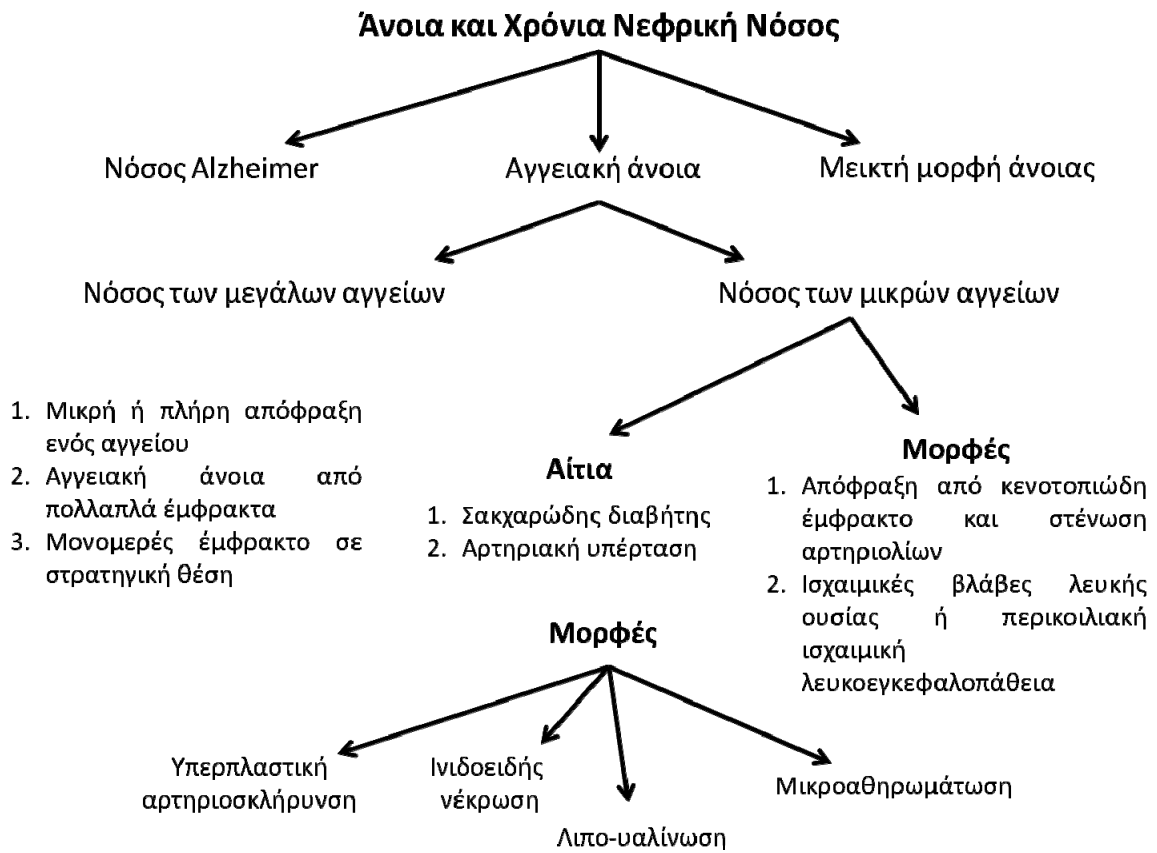 Άνοια και Χρόνια Νεφρική Νόσος
Νόσος Alzheimer
Αγγειακή άνοια
Μεικτή μορφή άνοιας
Νόσος των μεγάλων αγγείων
Νόσος των μικρών αγγείων
1. Μικρή ή πλήρη απόφραξη
ενός αγγείου
2. Αγγειακή άνοια από
πολλαπλά έμφρακτα
3. Μονομερές έμφρακτο σε
στρατηγική θέση
Αίτια
1. Σακχαρώδης διαβήτης
2. Αρτηριακή υπέρταση
Μορφές
1. Απόφραξη από κενοτοπιώδη
έμφρακτο και στένωση
αρτηριολίων
2. Ισχαιμικές βλάβες λευκής
ουσίας ή περικοιλιακή
ισχαιμική
λευκοεγκεφαλοπάθεια
Μορφές
Υπερπλαστική
αρτηριοσκλήρυνση
Ινιδοειδής
νέκρωση
Λιπο-υαλίνωση
Μικροαθηρωμάτωση